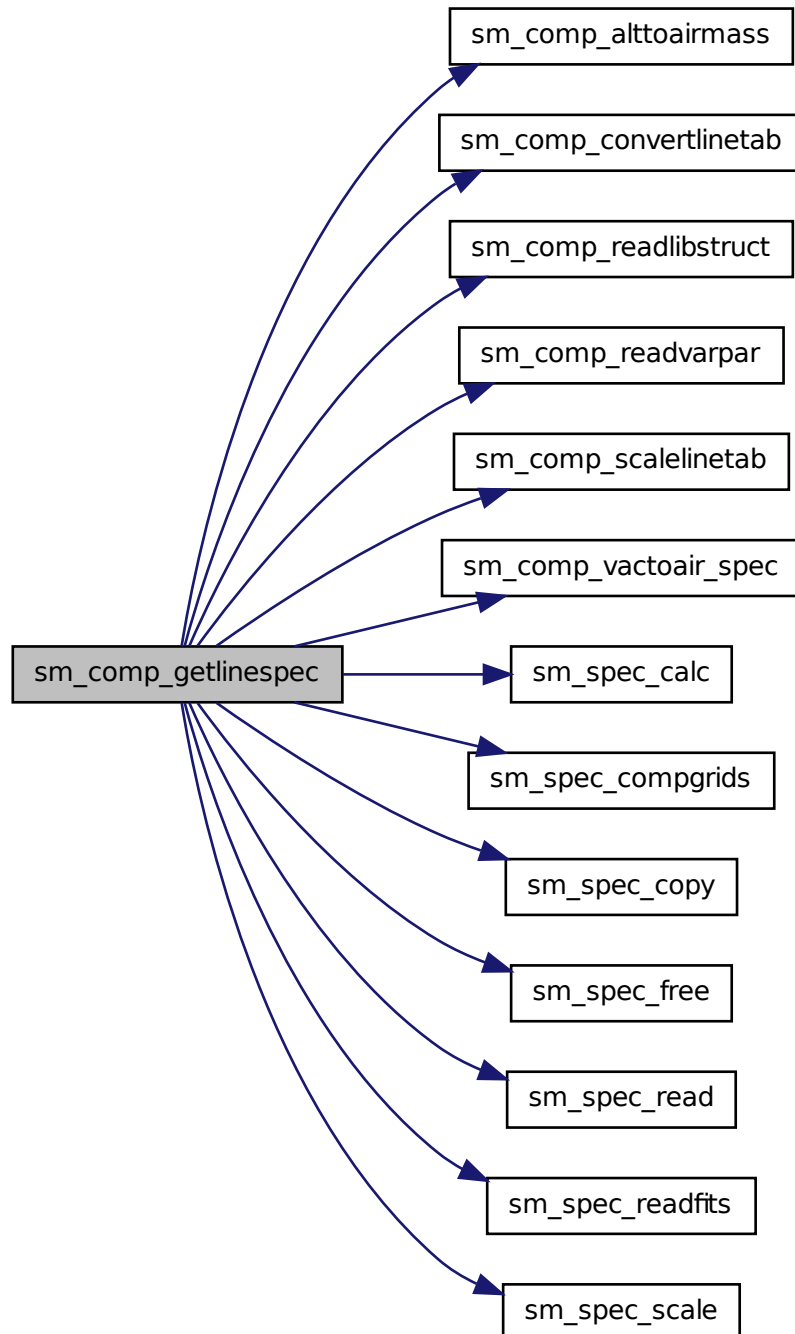 sm_comp_alttoairmass
sm_comp_convertlinetab
sm_comp_readlibstruct
sm_comp_readvarpar
sm_comp_scalelinetab
sm_comp_vactoair_spec
sm_comp_getlinespec
sm_spec_calc
sm_spec_compgrids
sm_spec_copy
sm_spec_free
sm_spec_read
sm_spec_readfits
sm_spec_scale